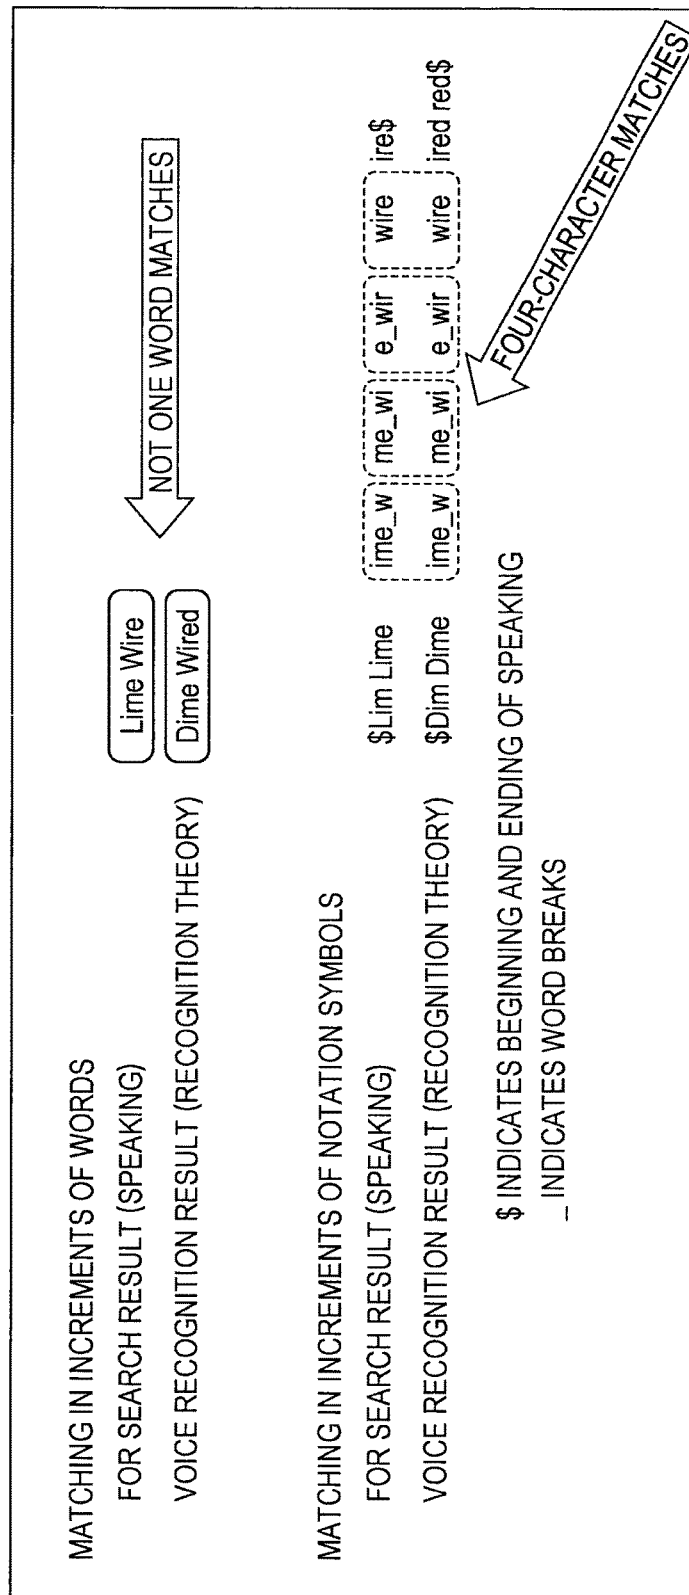 MATCHING IN INCREMENTS OF WORDS
FOR SEARCH RESULT (SPEAKING) Lime Wire
VOICE RECOGNITION RESULT (RECOGNITION THEORY) Dime Wired
NOT ONE WORD MATCHES
MATCHING IN INCREMENTS OF NOTATION SYMBOLS
FOR SEARCH RESULT (SPEAKING) $Lim Lime ime_w me_wi e_wir wire ire$
VOICE RECOGNITION RESULT (RECOGNITION THEORY) $Dim Dime ime_w me_wi e_wir wire ired red$
FOUR-CHARACTER MATCHES
$ INDICATES BEGINNING AND ENDING OF SPEAKING
_ INDICATES WORD BREAKS